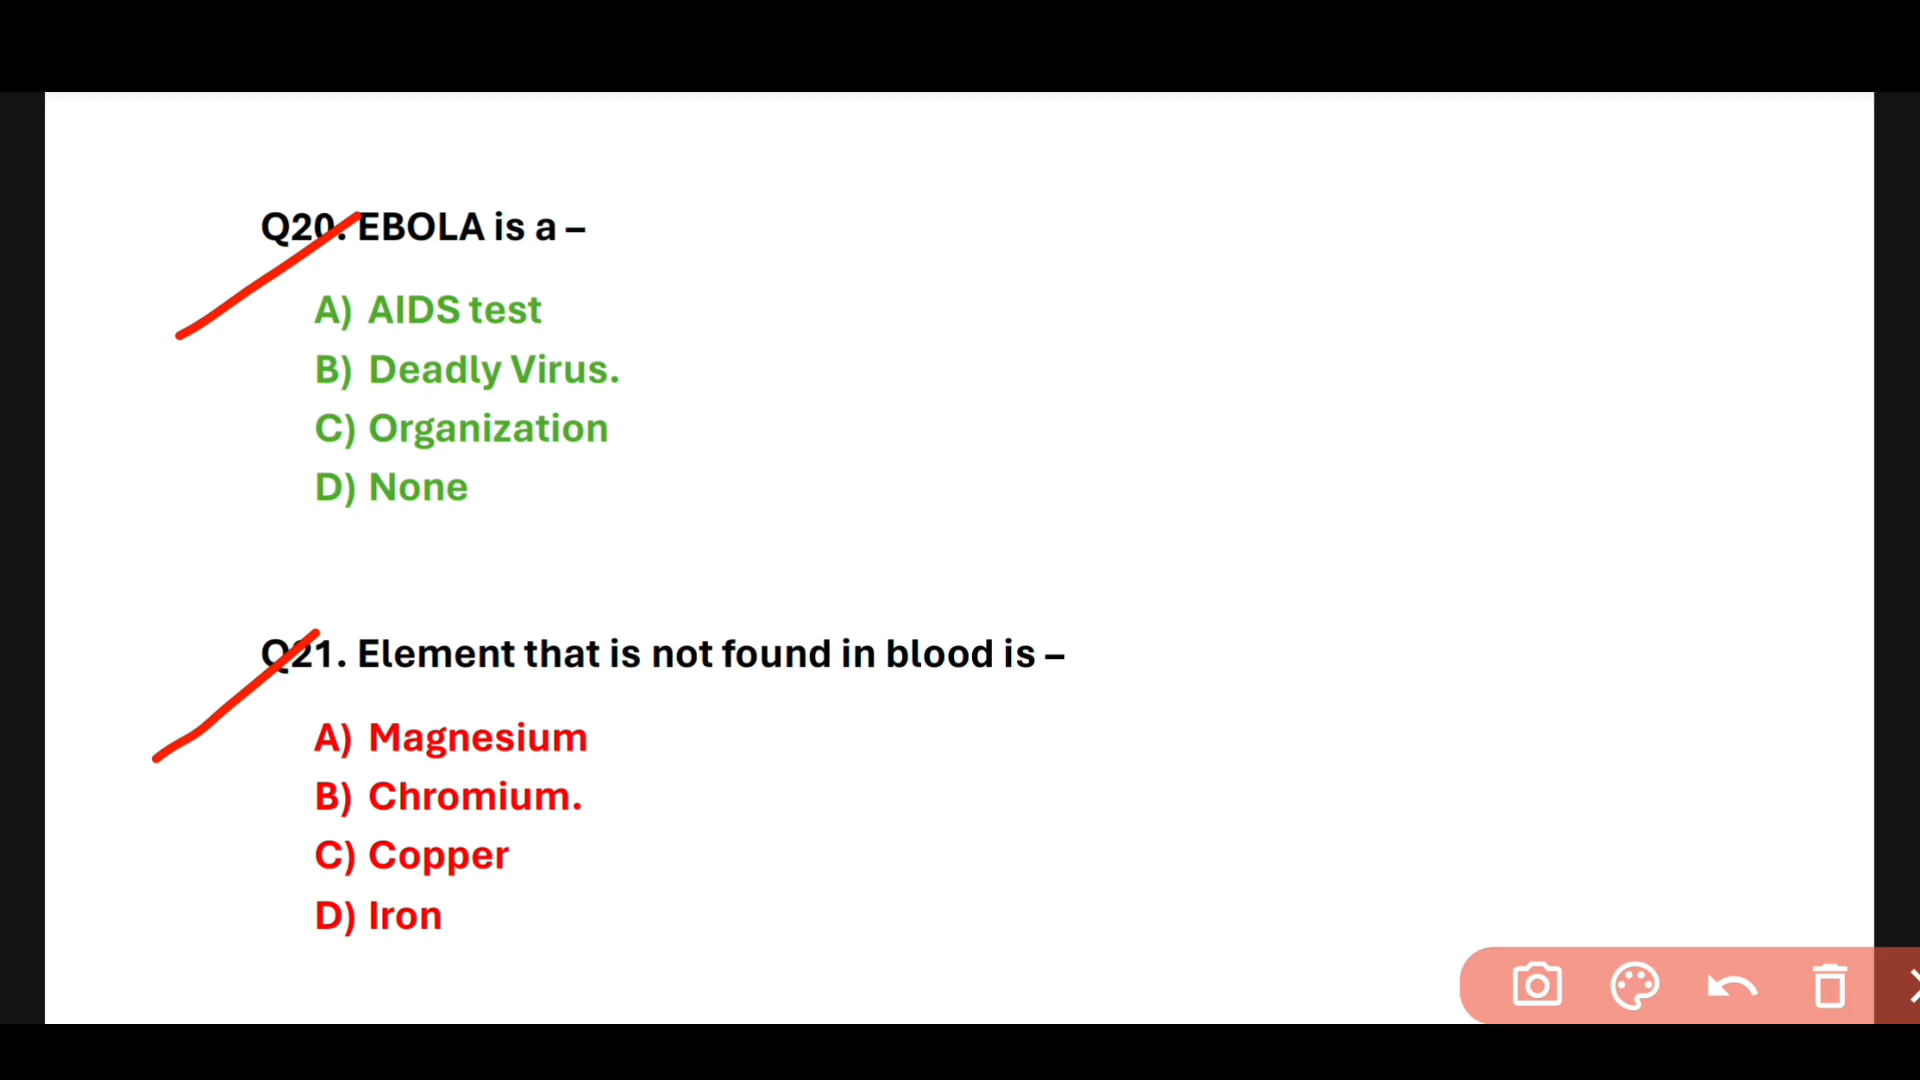 Q20. EBOLA is a –
A) AIDS test
B) Deadly Virus.
C) Organization
D) None
Q21. Element that is not found in blood is –
A) Magnesium
B) Chromium.
C) Copper
D) Iron